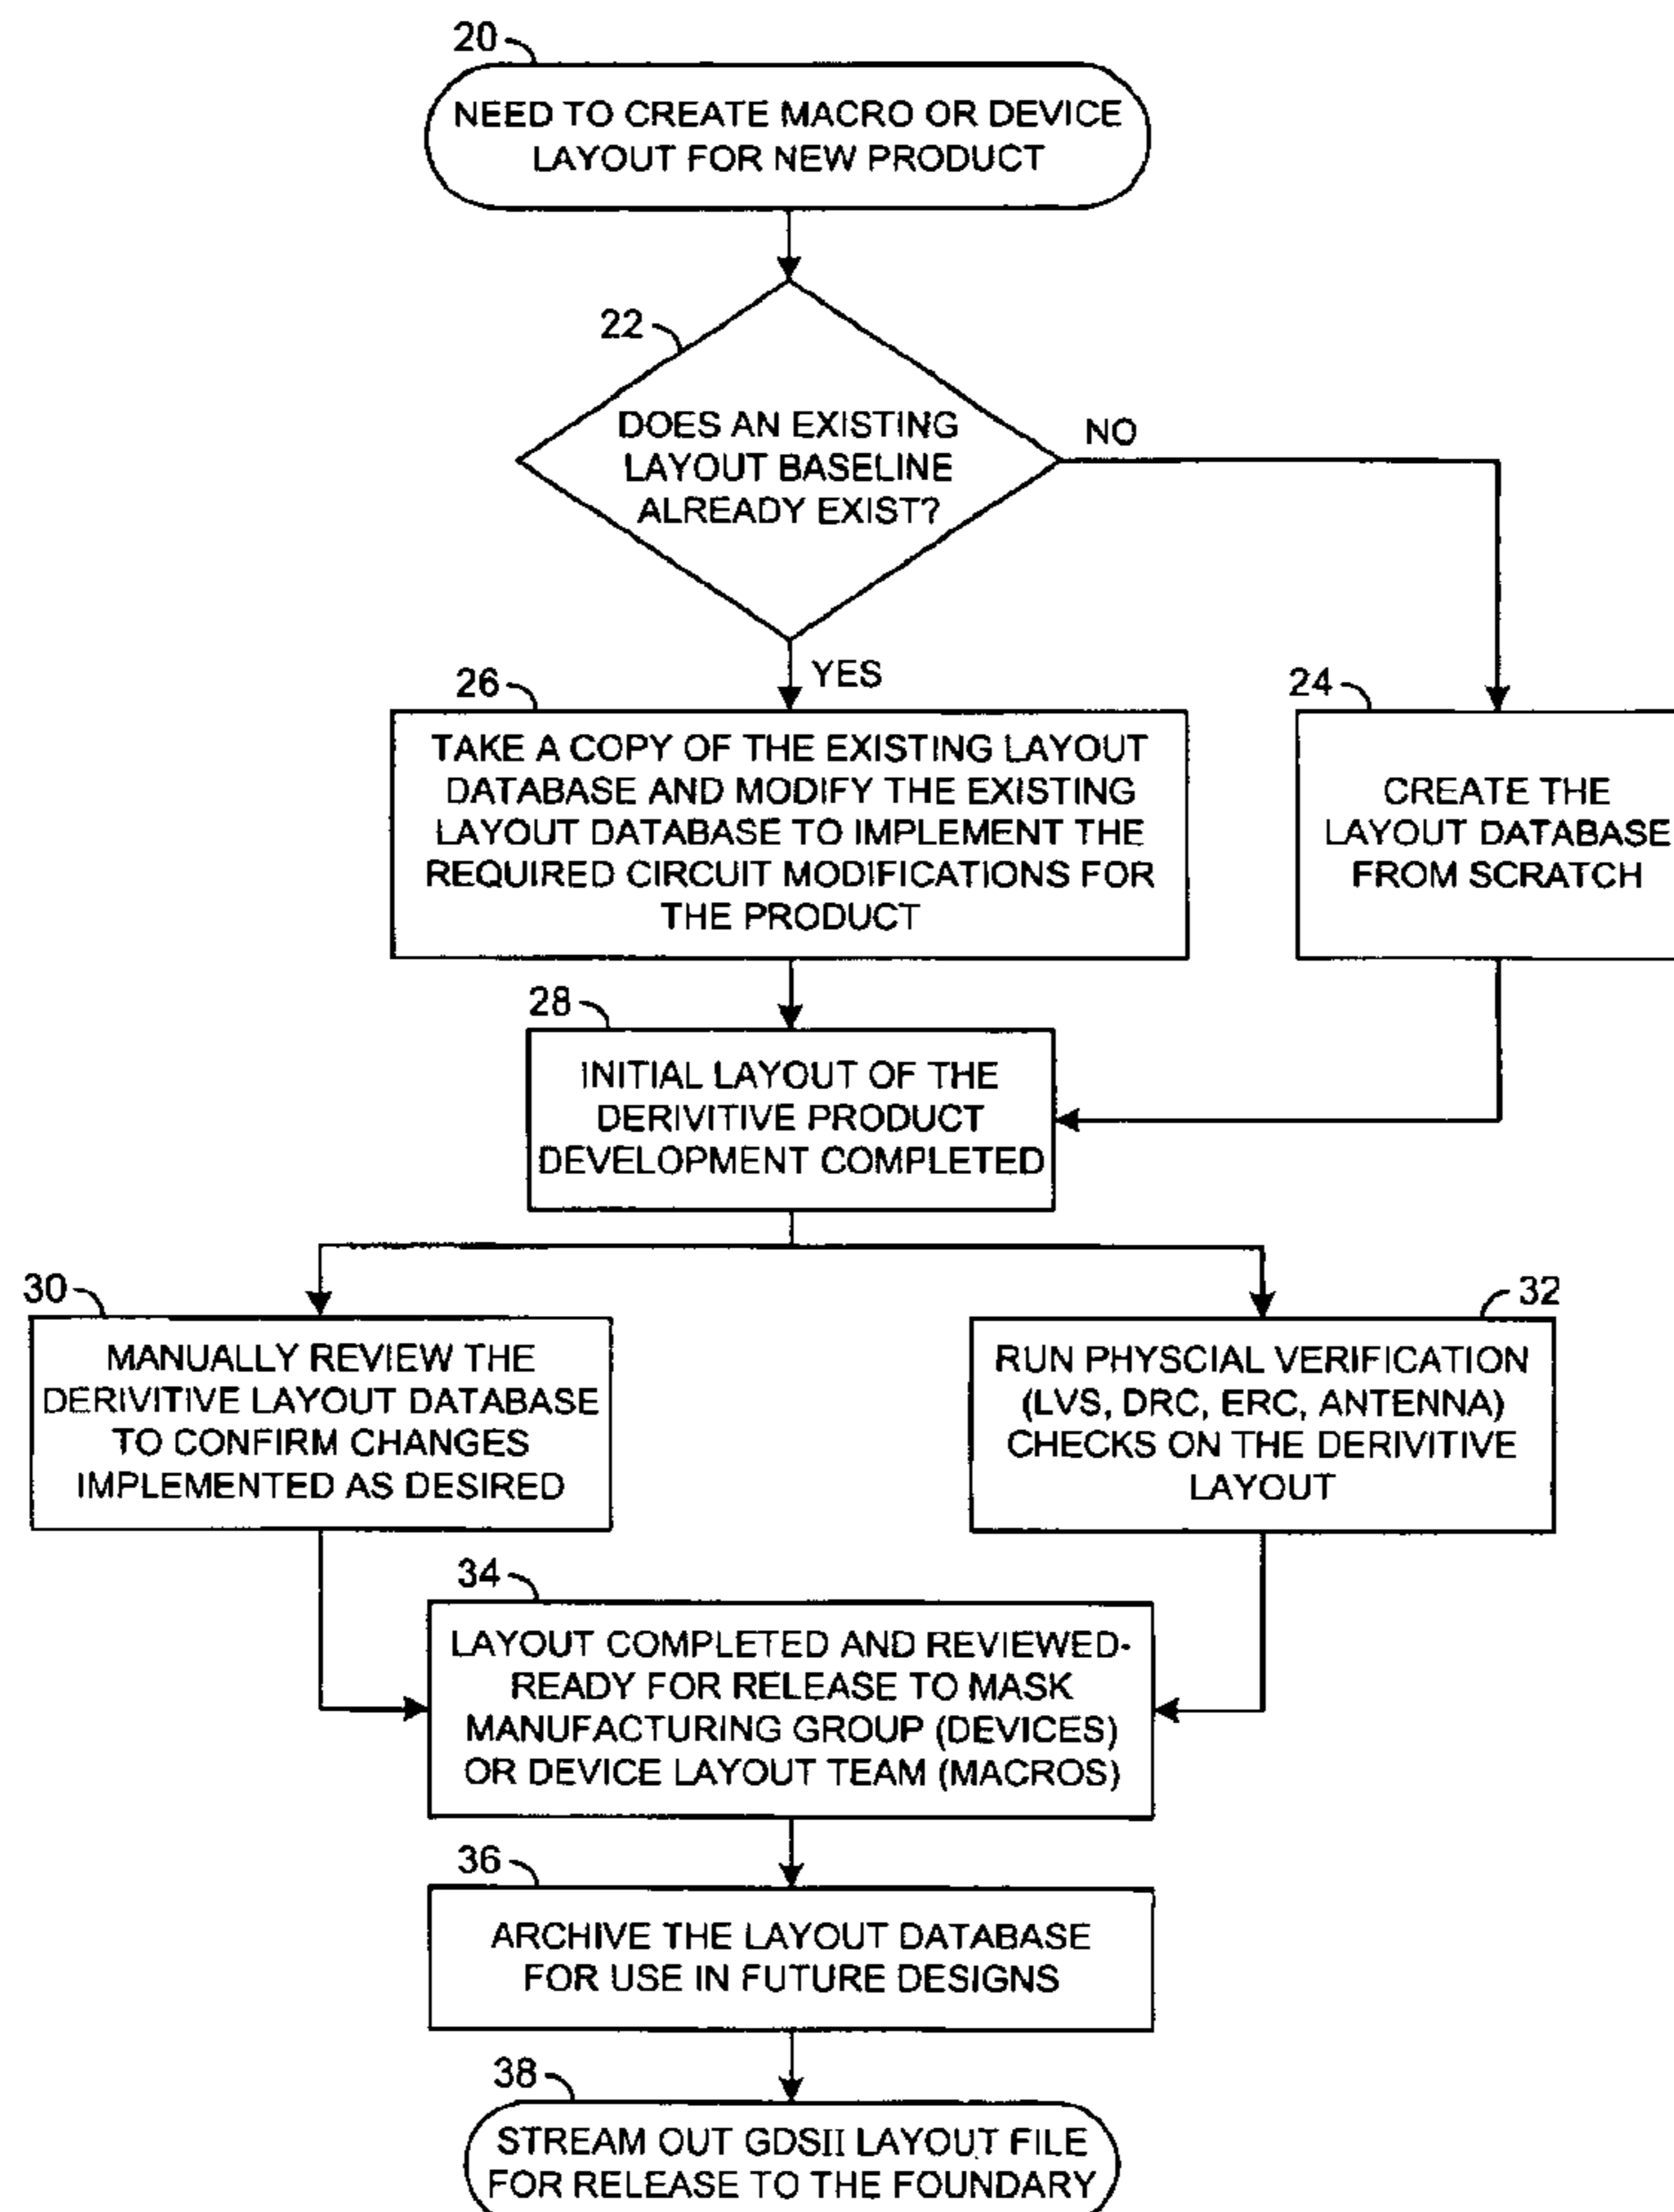 20
NEED TO CREATE MACRO OR DEVICE
LAYOUT FOR NEW PRODUCT
22
DOES AN EXISTING
LAYOUT BASELINE
ALREADY EXIST?
NO
YES
26
TAKE A COPY OF THE EXISTING LAYOUT
DATABASE AND MODIFY THE EXISTING
LAYOUT DATABASE TO IMPLEMENT THE
REQUIRED CIRCUIT MODIFICATIONS FOR
THE PRODUCT
24
CREATE THE
LAYOUT DATABASE
FROM SCRATCH
28
INITIAL LAYOUT OF THE
DERIVITIVE PRODUCT
DEVELOPMENT COMPLETED
30
MANUALLY REVIEW THE
DERIVITIVE LAYOUT DATABASE
TO CONFIRM CHANGES
IMPLEMENTED AS DESIRED
32
RUN PHYSCIAL VERIFICATION
(LVS, DRC, ERC, ANTENNA)
CHECKS ON THE DERIVITIVE
LAYOUT
34
LAYOUT COMPLETED AND REVIEWED-
READY FOR RELEASE TO MASK
MANUFACTURING GROUP (DEVICES)
OR DEVICE LAYOUT TEAM (MACROS)
36
ARCHIVE THE LAYOUT DATABASE
FOR USE IN FUTURE DESIGNS
38
STREAM OUT GDSII LAYOUT FILE
FOR RELEASE TO THE FOUNDARY